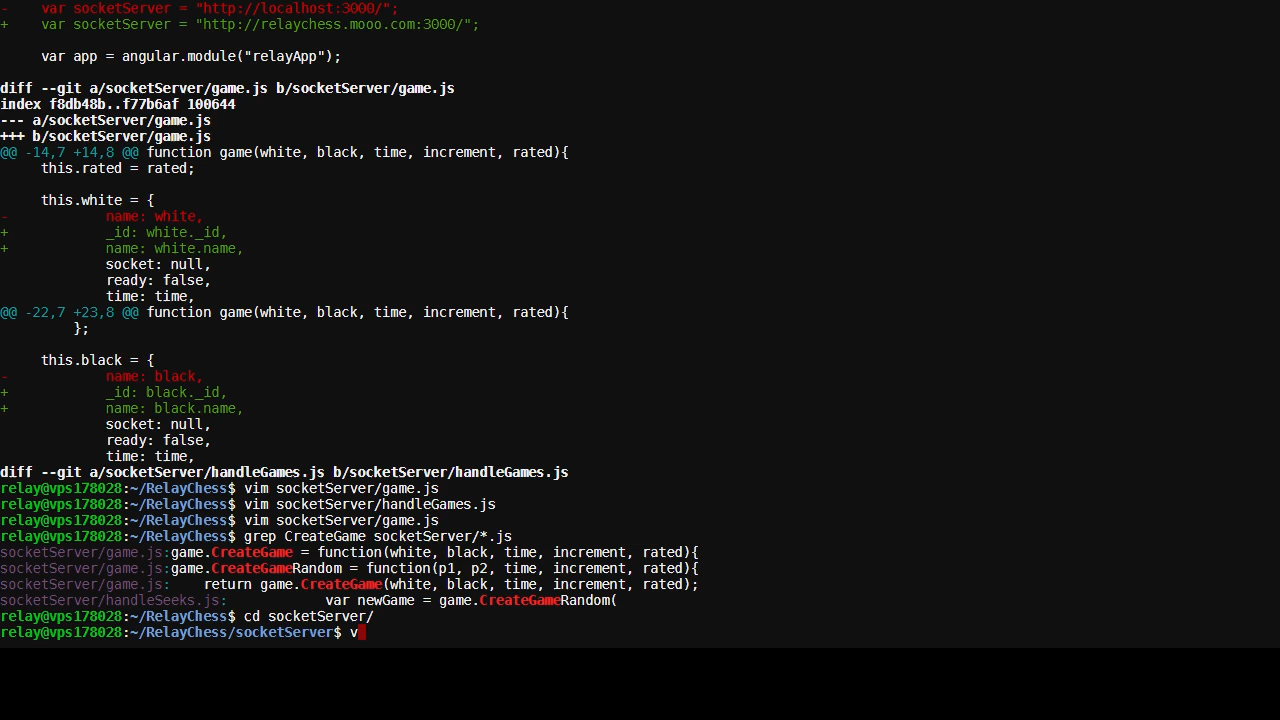 -    var socketServer = "http://localhost:3000/";
+    var socketServer = "http://relaychess.mooo.com:3000/";
     var app = angular.module("relayApp");
diff --git a/socketServer/game.js b/socketServer/game.js
index f8db48b..f77b6af 100644
--- a/socketServer/game.js
+++ b/socketServer/game.js
@@ -14,7 +14,8 @@ function game(white, black, time, increment, rated){
     this.rated = rated;
     this.white = {
-            name: white,
+            _id: white._id,
+            name: white.name,
             socket: null,
             ready: false,
             time: time,
@@ -22,7 +23,8 @@ function game(white, black, time, increment, rated){
         };
     this.black = {
-            name: black,
+            _id: black._id,
+            name: black.name,
             socket: null,
             ready: false,
             time: time,
diff --git a/socketServer/handleGames.js b/socketServer/handleGames.js
relay@vps178028:~/RelayChess$ vim socketServer/game.js
relay@vps178028:~/RelayChess$ vim socketServer/handleGames.js
relay@vps178028:~/RelayChess$ vim socketServer/game.js
relay@vps178028:~/RelayChess$ grep CreateGame socketServer/*.js
socketServer/game.js:game.CreateGame = function(white, black, time, increment, rated){
socketServer/game.js:game.CreateGameRandom = function(p1, p2, time, increment, rated){
socketServer/game.js:    return game.CreateGame(white, black, time, increment, rated);
socketServer/handleSeeks.js:            var newGame = game.CreateGameRandom(
relay@vps178028:~/RelayChess$ cd socketServer/
relay@vps178028:~/RelayChess/socketServer$ v